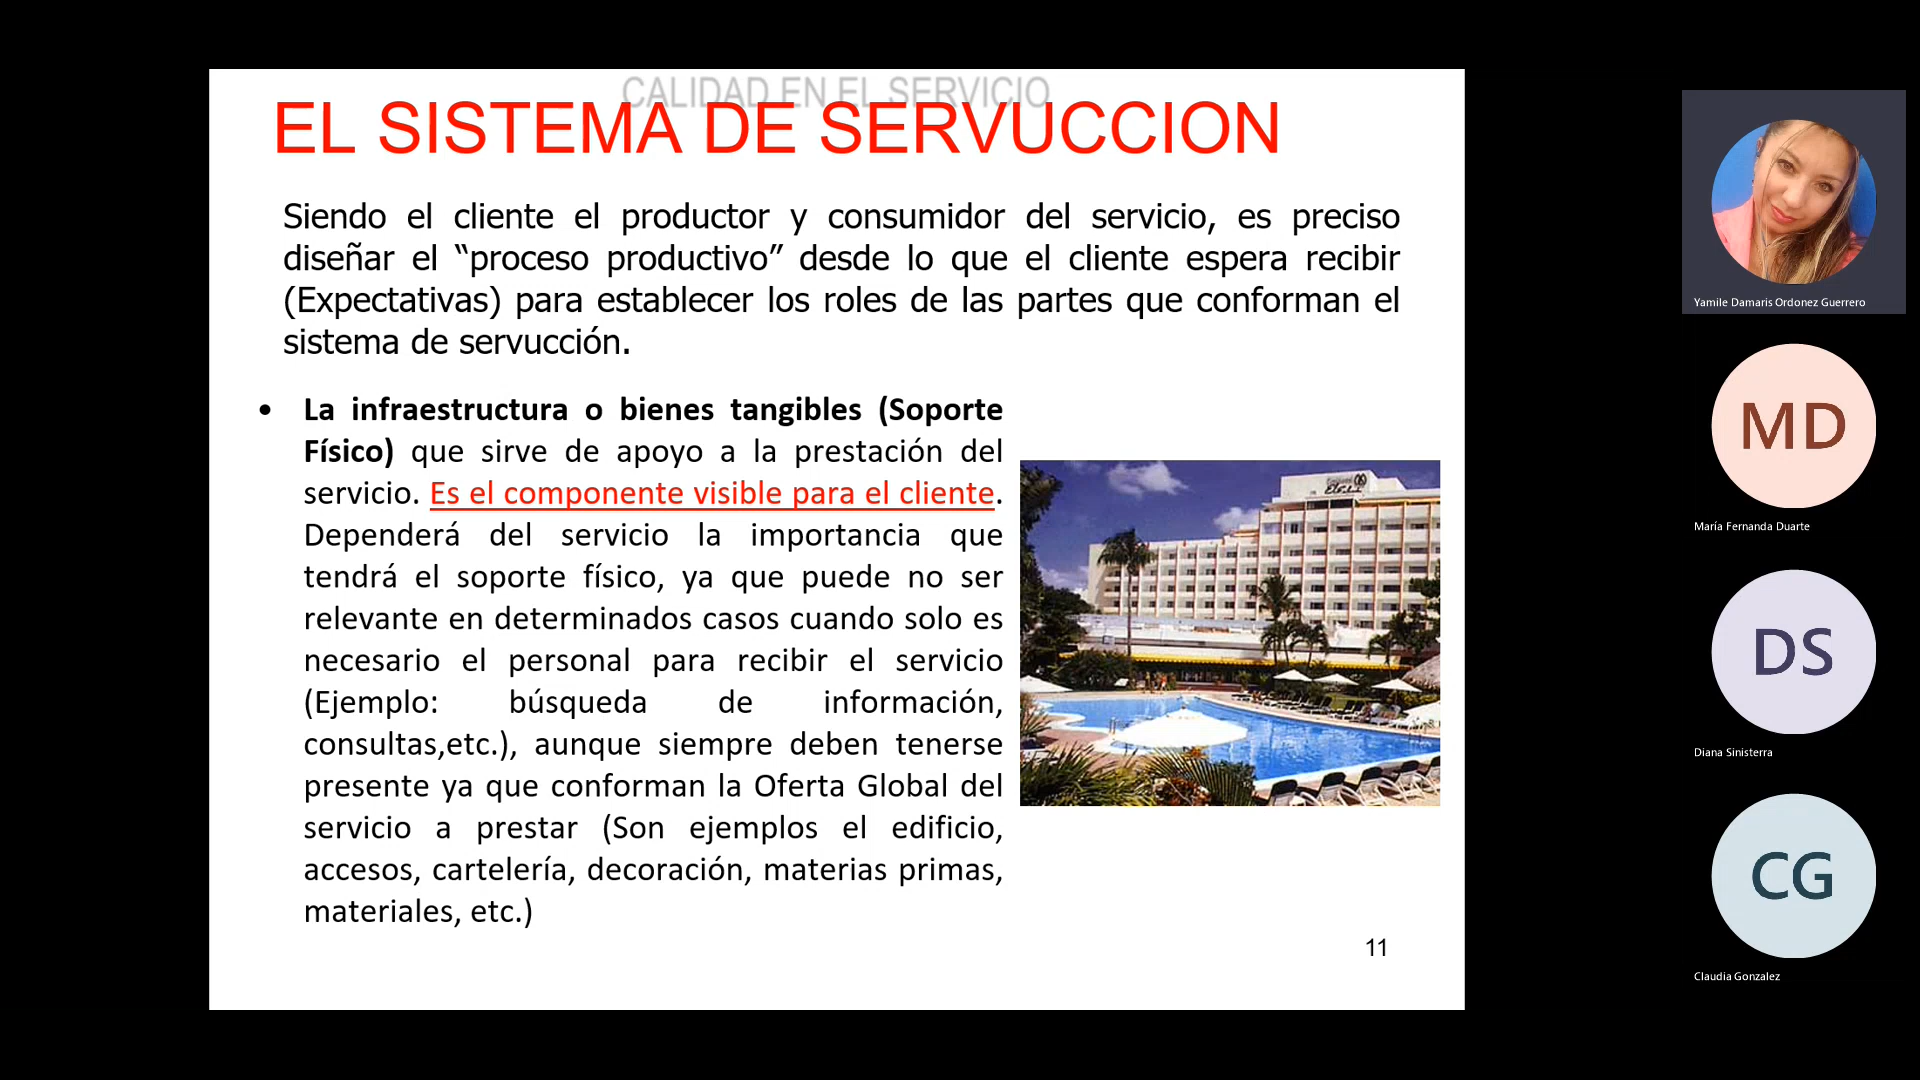 CALIDAD EN EL SERVICIO
EL SISTEMA DE SERVUCCION
Siendo el cliente el productor y consumidor del servicio, es preciso
diseñar el “proceso productivo” desde lo que el cliente espera recibir
(Expectativas) para establecer los roles de las partes que conforman el
sistema de servucción.
• La infraestructura o bienes tangibles (Soporte
Físico) que sirve de apoyo a la prestación del
servicio. Es el componente visible para el cliente.
Dependerá del servicio la importancia que
tendrá el soporte físico, ya que puede no ser
relevante en determinados casos cuando solo es
necesario el personal para recibir el servicio
(Ejemplo: búsqueda de información,
consultas,etc.), aunque siempre deben tenerse
presente ya que conforman la Oferta Global del
servicio a prestar (Son ejemplos el edificio,
accesos, cartelería, decoración, materias primas,
materiales, etc.)
11
Yamile Damaris Ordonez Guerrero
MD
María Fernanda Duarte
DS
Diana Sinisterra
CG
Claudia Gonzalez